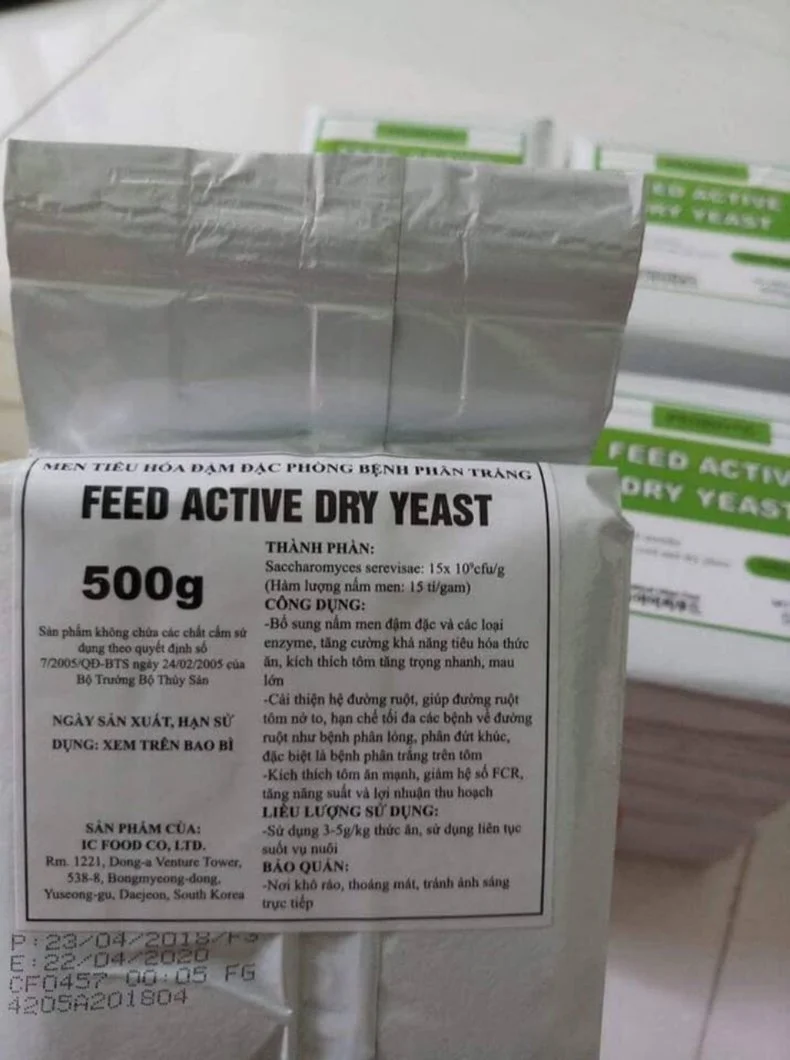 MEN TIÊU HÓA ĐẬM ĐẶC PHÒNG BỆNH PHÂN TRẮNG
FEED ACTIVE DRY YEAST
500g
Sản phẩm không chứa các chất cấm sử
dụng theo quyết định số
7/2005/QĐ-BTS ngày 24/02/2005 của
Bộ Trưởng Bộ Thủy Sản
NGÀY SẢN XUẤT, HẠN SỬ
DỤNG: XEM TRÊN BAO BÌ
SẢN PHẨM CỦA:
IC FOOD CO, LTD.
Rm. 1221, Dong-a Venture Tower,
538-8, Bongmyeong-dong,
Yuseong-gu, Daejeon, South Korea
THÀNH PHẦN:
Saccharomyces serevisae: 15x 10⁹cfu/g
(Hàm lượng nấm men: 15 tỉ/gam)
CÔNG DỤNG:
-Bổ sung nấm men đậm đặc và các loại
enzyme, tăng cường khả năng tiêu hóa thức
ăn, kích thích tôm tăng trọng nhanh, mau
lớn
-Cải thiện hệ đường ruột, giúp đường ruột
tôm nở to, hạn chế tối đa các bệnh về đường
ruột như bệnh phân lỏng, phân đứt khúc,
đặc biệt là bệnh phân trắng trên tôm
-Kích thích tôm ăn mạnh, giảm hệ số FCR,
tăng năng suất và lợi nhuận thu hoạch
LIỀU LƯỢNG SỬ DỤNG:
-Sử dụng 3-5g/kg thức ăn, sử dụng liên tục
suốt vụ nuôi
BẢO QUẢN:
-Nơi khô ráo, thoáng mát, tránh ánh sáng
trực tiếp
P:23/04/2018/FG
E:22/04/2020
CF0457 00:05 FG
4205A201804
ED ACTIVE
RY YEAST
FEED ACTIV
DRY YEAST